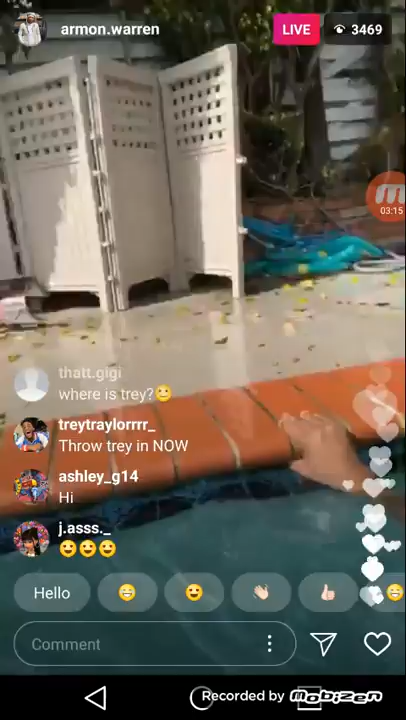 armon.warren
LIVE
3469
03:15
thatt.gigi
where is trey?😀
treytraylorrrr_
Throw trey in NOW
ashley_g14
Hi
j.asss._
😃😃😃
Hello 😁 😃 👋 👍 😁
Comment
Recorded by MOBIZEN